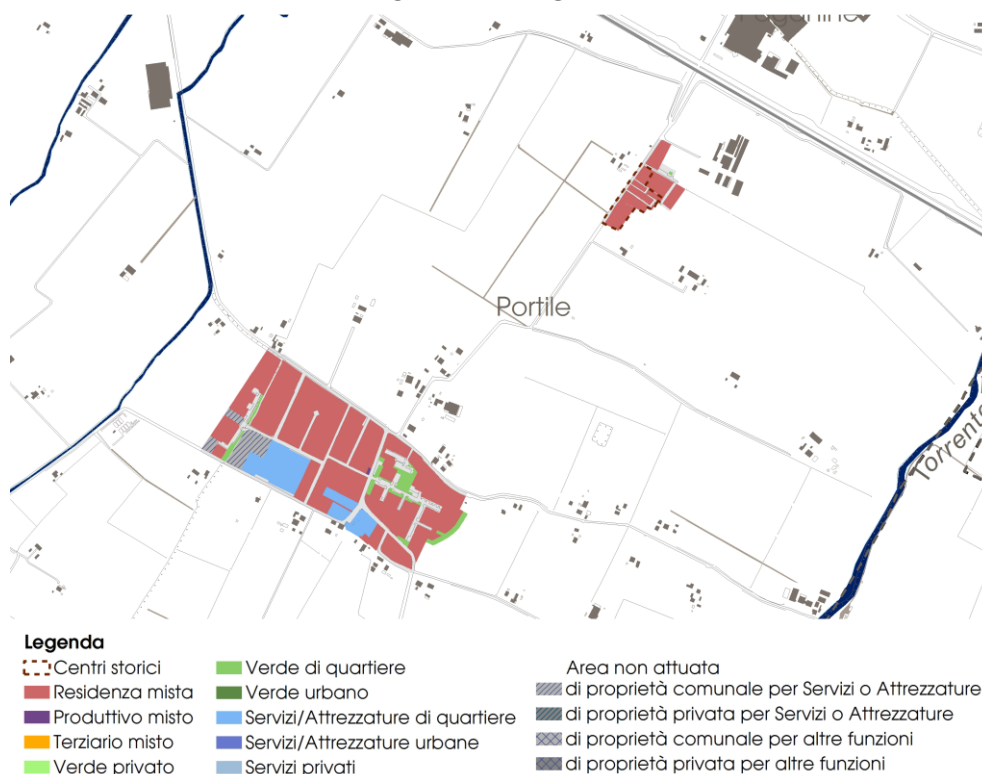 Paganine
Portile
Torrente
Legenda
Centri storici
Residenza mista
Produttivo misto
Terziario misto
Verde privato
Verde di quartiere
Verde urbano
Servizi/Attrezzature di quartiere
Servizi/Attrezzature urbane
Servizi privati
Area non attuata
di proprietà comunale per Servizi o Attrezzature
di proprietà privata per Servizi o Attrezzature
di proprietà comunale per altre funzioni
di proprietà privata per altre funzioni